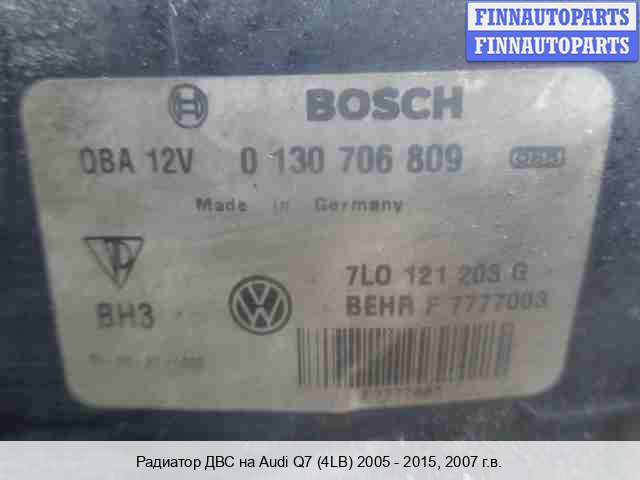 FINNAUTOPARTS
FINNAUTOPARTS
BOSCH
QBA 12V 0 130 706 809
Made in Germany
7L0 121 203 G
BH3
BEHR F 7777003
Радиатор ДВС на Audi Q7 (4LB) 2005 - 2015, 2007 г.в.